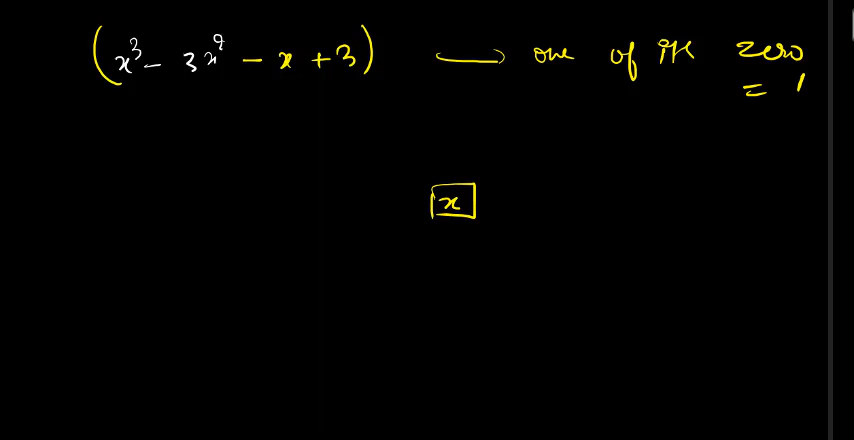 (x³ - 3x² - x + 3) ⟶ one of its zero
= 1
x